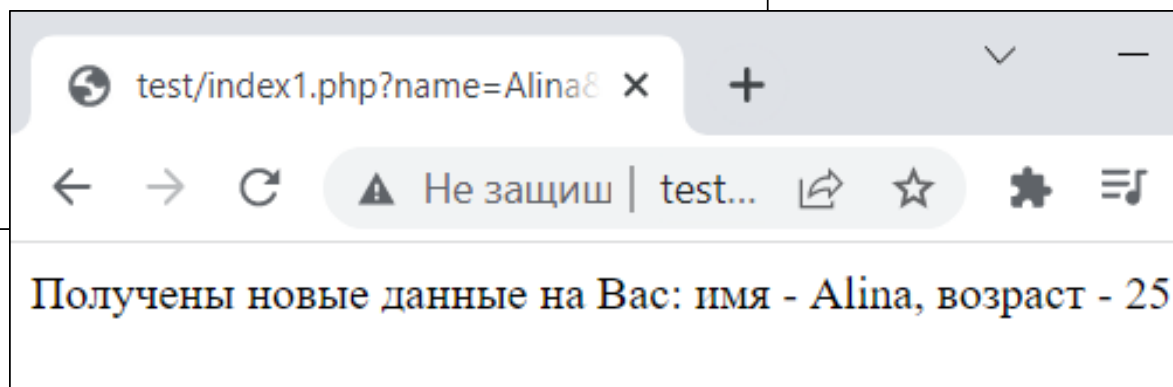 test/index1.php?name=Alina&
Не защищ | test...
Получены новые данные на Вас: имя - Alina, возраст - 25